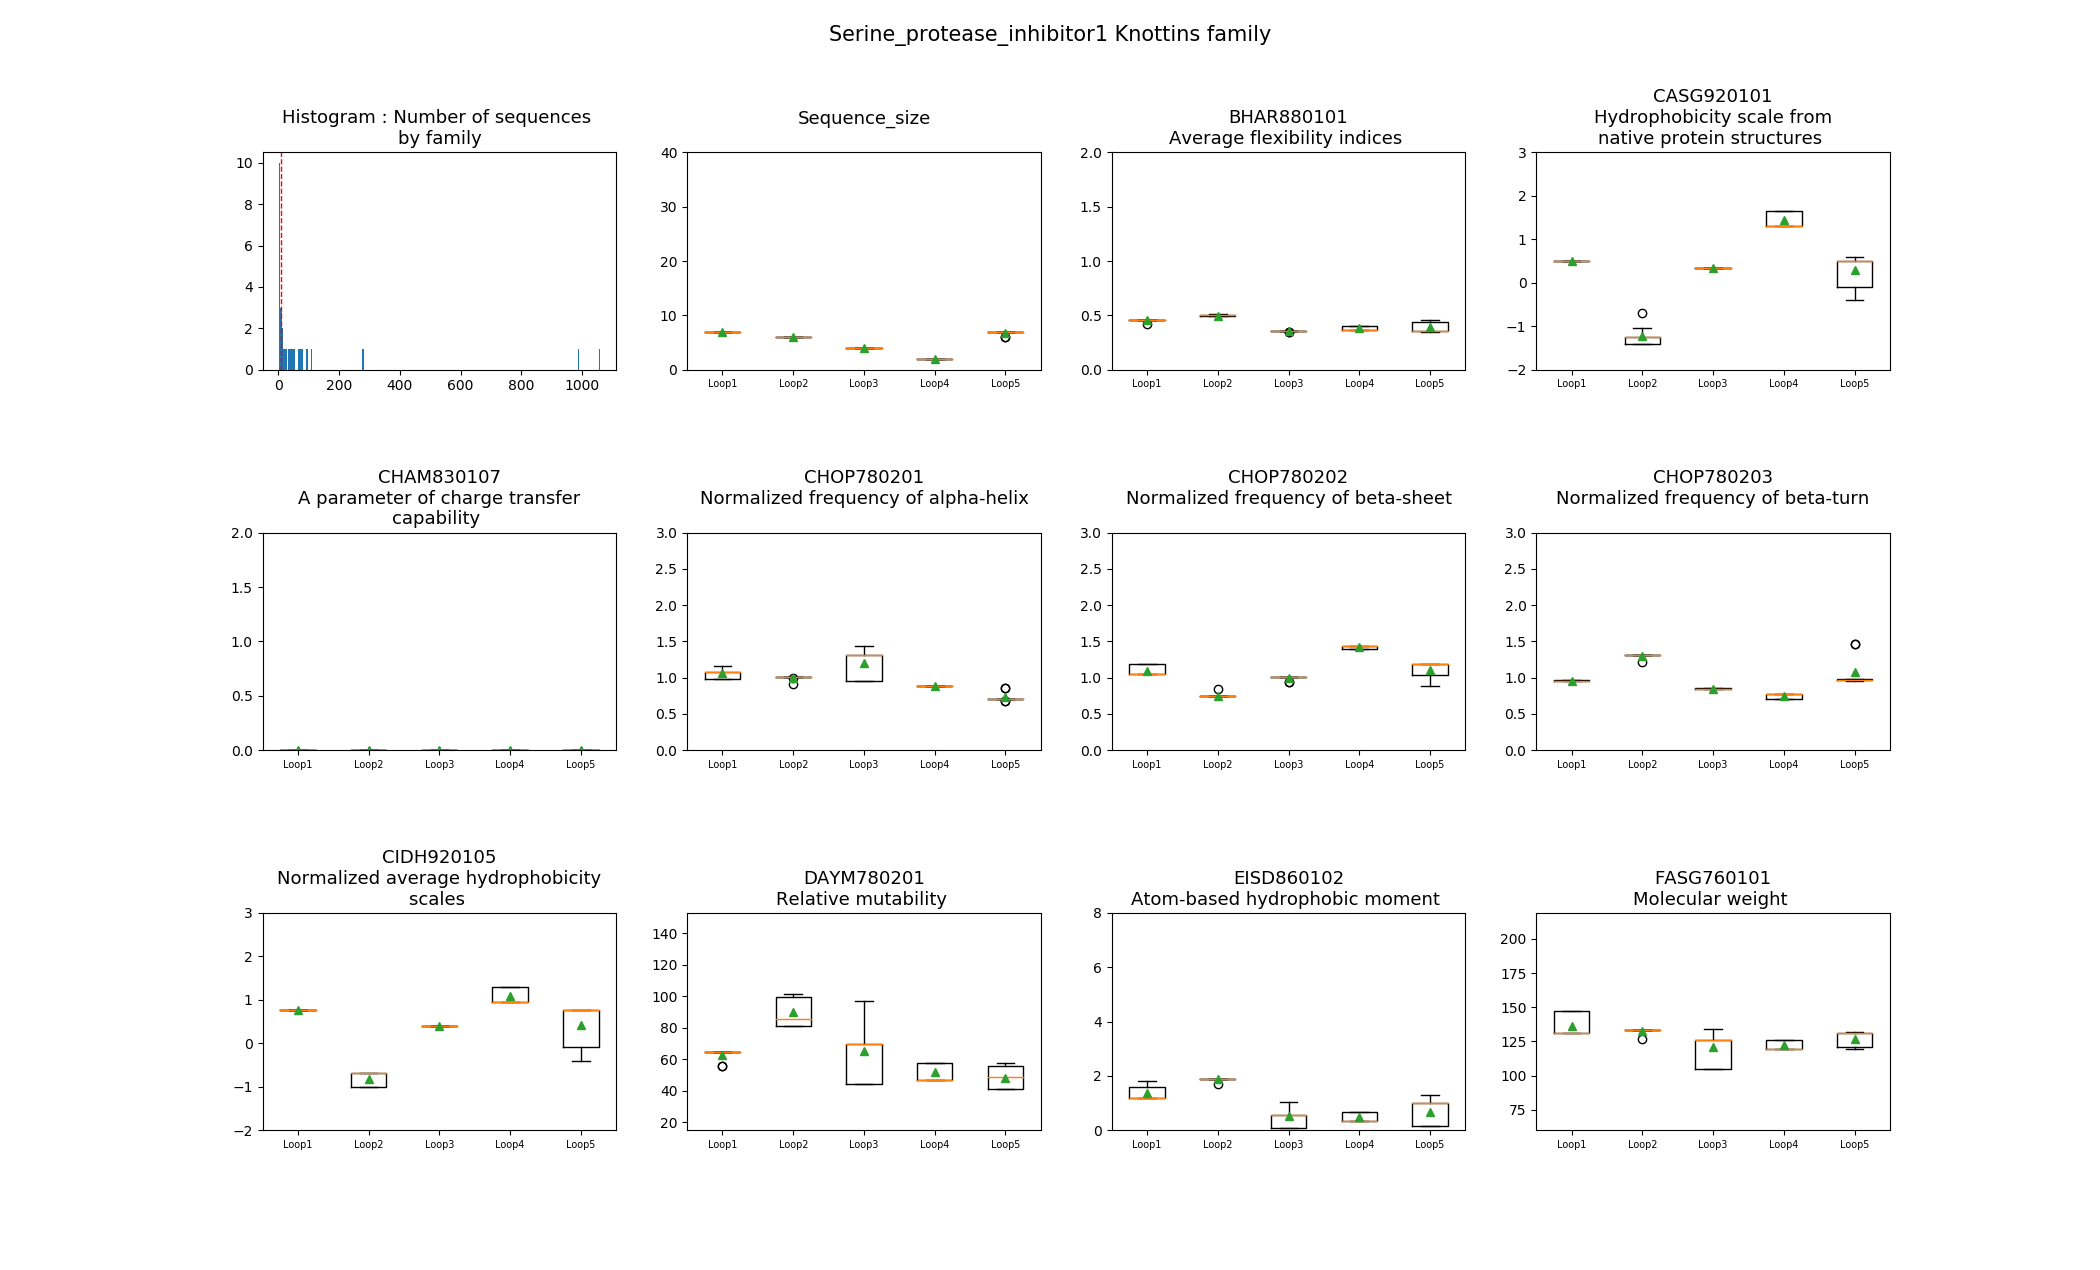 Serine_protease_inhibitor1 Knottins family
Histogram : Number of sequences
by family
10
8
6
4
2
0
0 200 400 600 800 1000
Sequence_size
40
30
20
10
0
Loop1 Loop2 Loop3 Loop4 Loop5
BHAR880101
Average flexibility indices
2.0
1.5
1.0
0.5
0.0
Loop1 Loop2 Loop3 Loop4 Loop5
CASG920101
Hydrophobicity scale from
native protein structures
3
2
1
0
−1
−2
Loop1 Loop2 Loop3 Loop4 Loop5
CHAM830107
A parameter of charge transfer
capability
2.0
1.5
1.0
0.5
0.0
Loop1 Loop2 Loop3 Loop4 Loop5
CHOP780201
Normalized frequency of alpha-helix
3.0
2.5
2.0
1.5
1.0
0.5
0.0
Loop1 Loop2 Loop3 Loop4 Loop5
CHOP780202
Normalized frequency of beta-sheet
3.0
2.5
2.0
1.5
1.0
0.5
0.0
Loop1 Loop2 Loop3 Loop4 Loop5
CHOP780203
Normalized frequency of beta-turn
3.0
2.5
2.0
1.5
1.0
0.5
0.0
Loop1 Loop2 Loop3 Loop4 Loop5
CIDH920105
Normalized average hydrophobicity
scales
3
2
1
0
−1
−2
Loop1 Loop2 Loop3 Loop4 Loop5
DAYM780201
Relative mutability
140
120
100
80
60
40
20
Loop1 Loop2 Loop3 Loop4 Loop5
EISD860102
Atom-based hydrophobic moment
8
6
4
2
0
Loop1 Loop2 Loop3 Loop4 Loop5
FASG760101
Molecular weight
200
175
150
125
100
75
Loop1 Loop2 Loop3 Loop4 Loop5